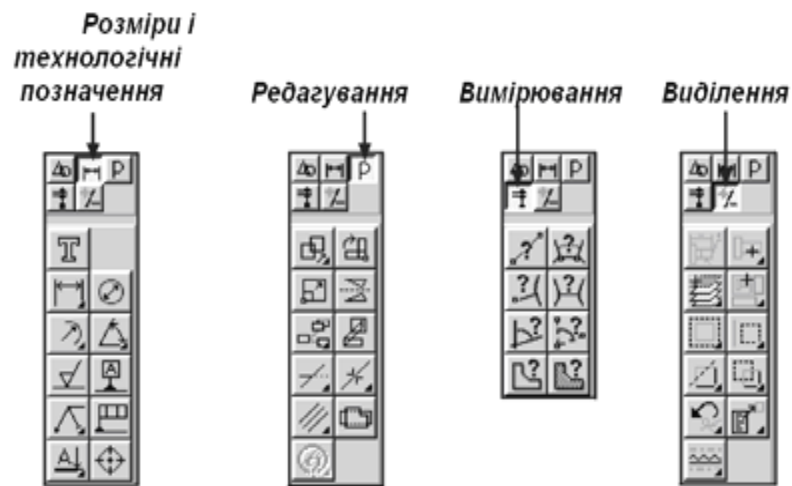 Розміри і
технологічні
позначення
Редагування
Вимірювання
Виділення